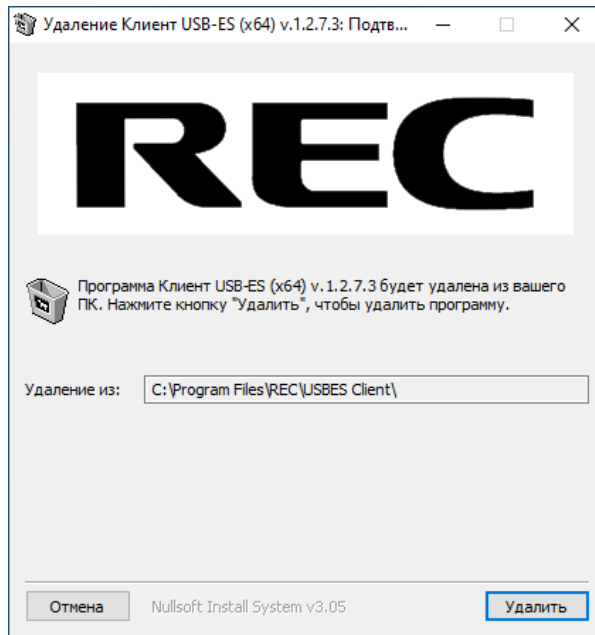 Удаление Клиент USB-ES (x64) v.1.2.7.3: Подтв...
REC
Программа Клиент USB-ES (x64) v.1.2.7.3 будет удалена из вашего
ПК. Нажмите кнопку "Удалить", чтобы удалить программу.
Удаление из: C:\Program Files\REC\USBES Client\
Отмена Nullsoft Install System v3.05 Удалить